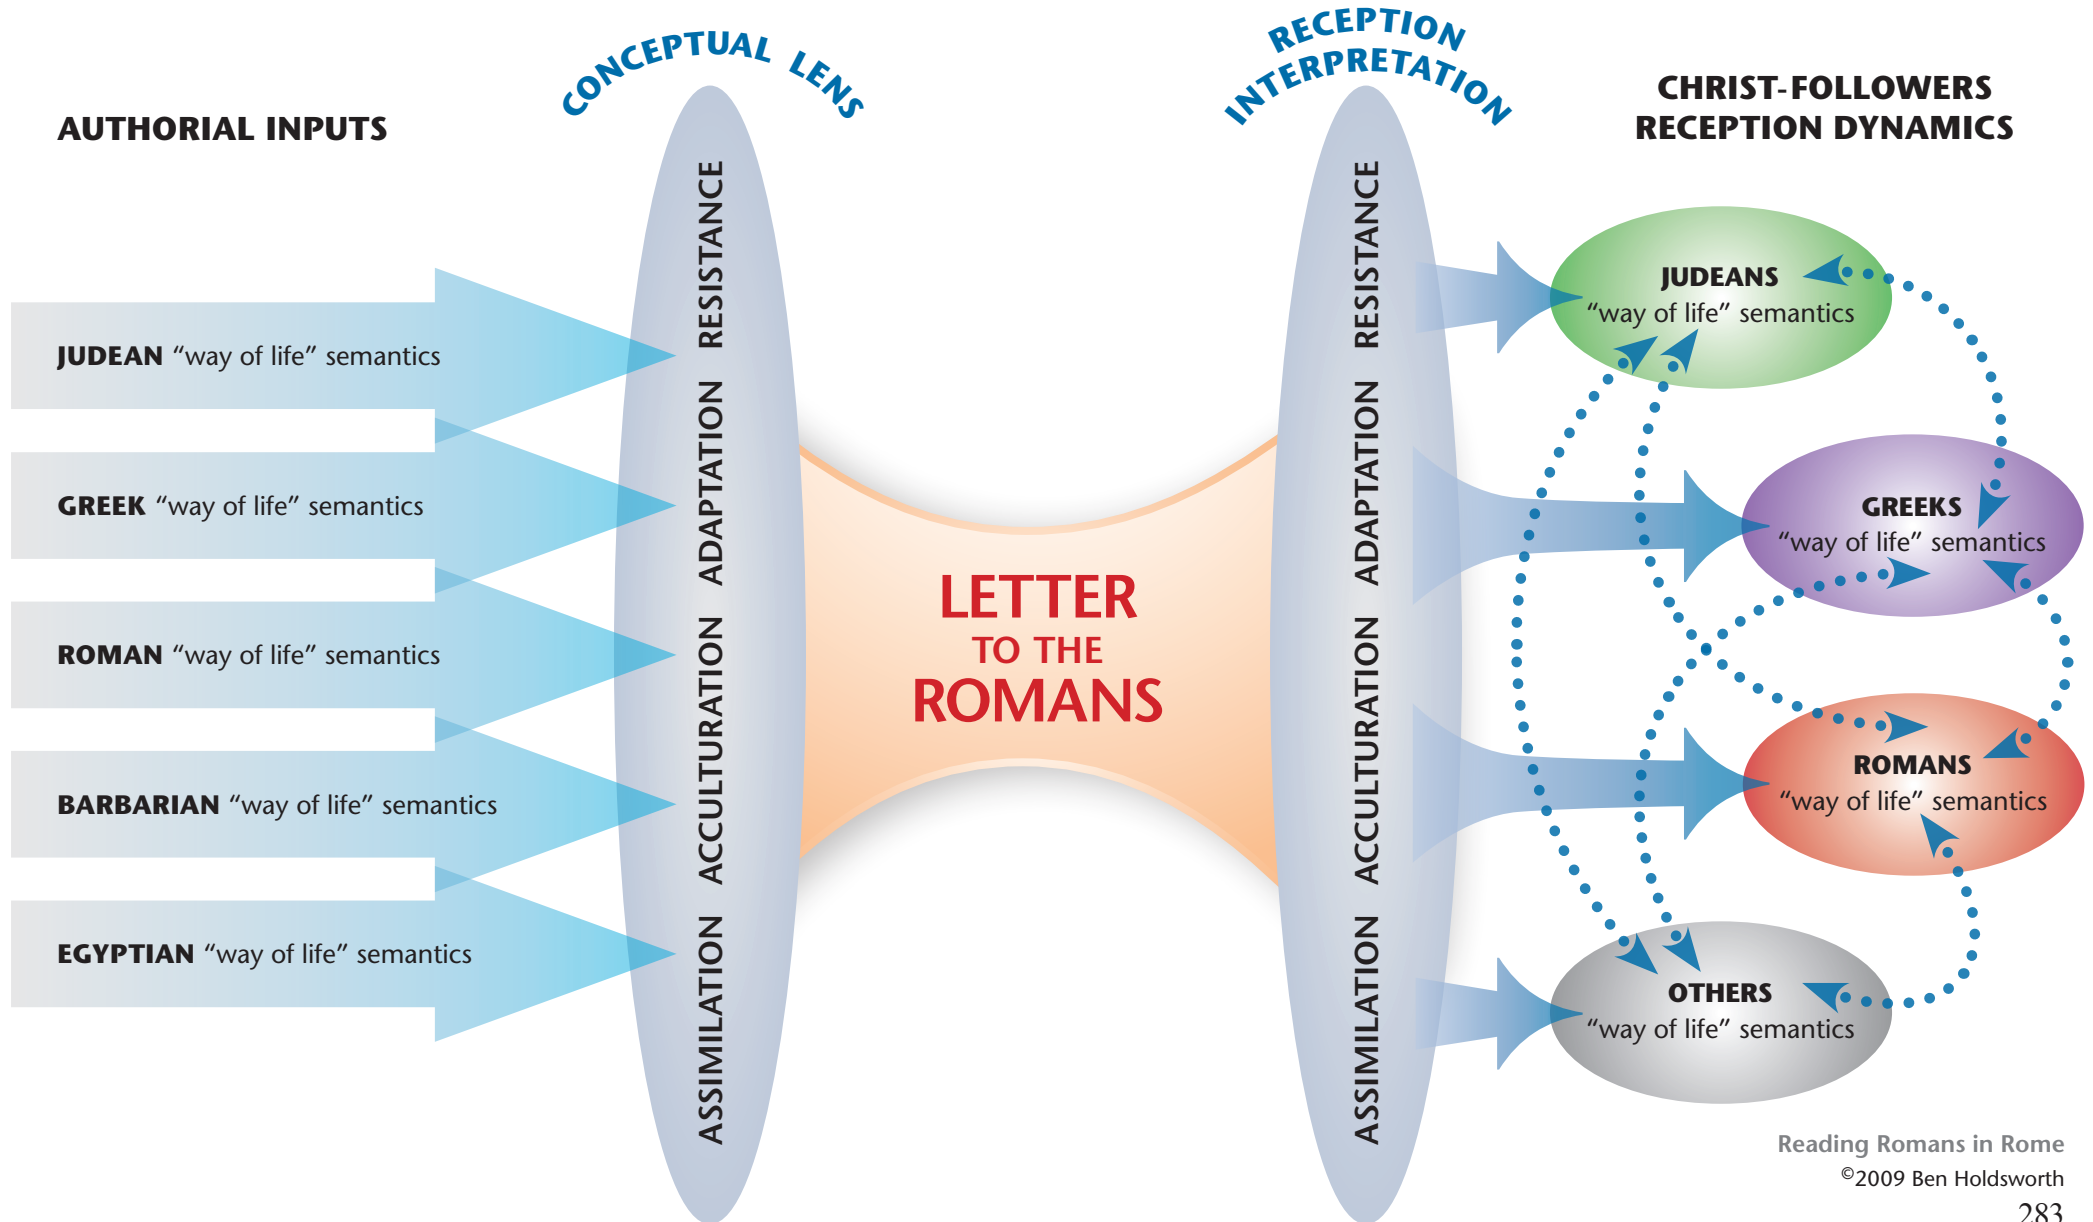 AUTHORIAL INPUTS
JUDEAN “way of life” semantics
GREEK “way of life” semantics
ROMAN “way of life” semantics
BARBARIAN “way of life” semantics
EGYPTIAN “way of life” semantics
CONCEPTUAL LENS
ASSIMILATION ACCULTURATION ADAPTATION RESISTANCE
LETTER
TO THE
ROMANS
RECEPTION
INTERPRETATION
ASSIMILATION ACCULTURATION ADAPTATION RESISTANCE
CHRIST-FOLLOWERS
RECEPTION DYNAMICS
JUDEANS
“way of life” semantics
GREEKS
“way of life” semantics
ROMANS
“way of life” semantics
OTHERS
“way of life” semantics
Reading Romans in Rome
©2009 Ben Holdsworth
283